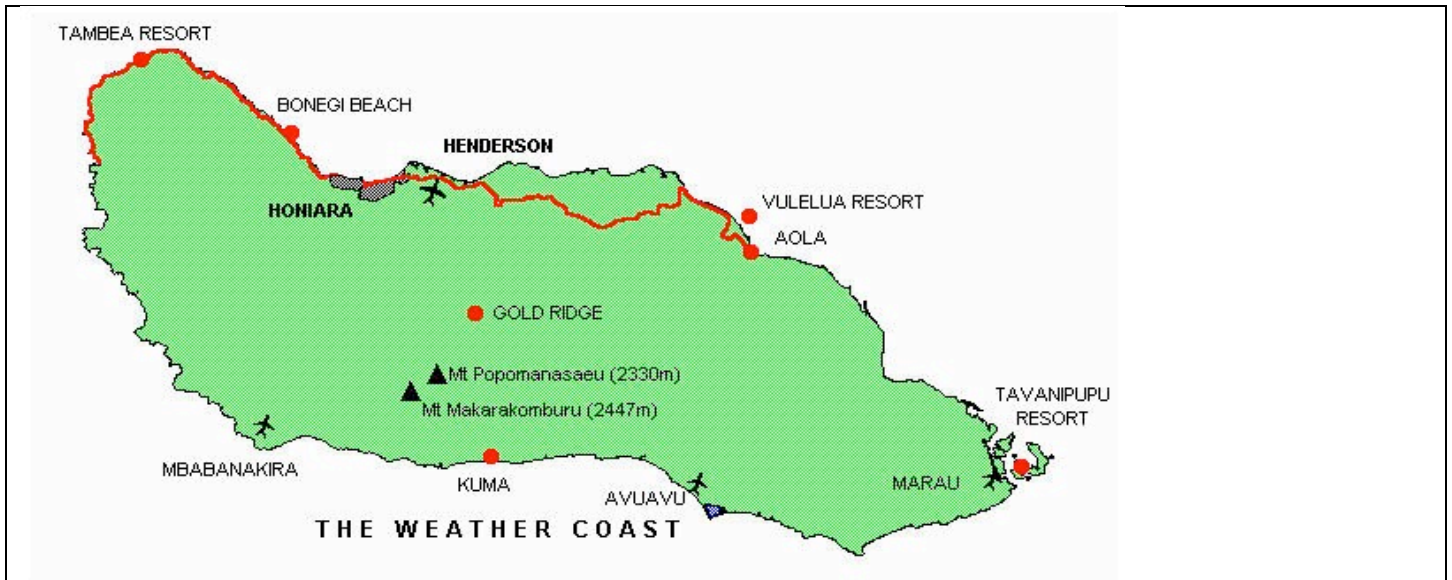 TAMBEA RESORT
BONEGI BEACH
HENDERSON
HONIARA
VULELUA RESORT
AOLA
GOLD RIDGE
Mt Popomanasaeu (2330m)
Mt Makarakomburu (2447m)
TAVANIPUPU
RESORT
MBABANAKIRA
KUMA
AVUAVU
MARAU
THE WEATHER COAST